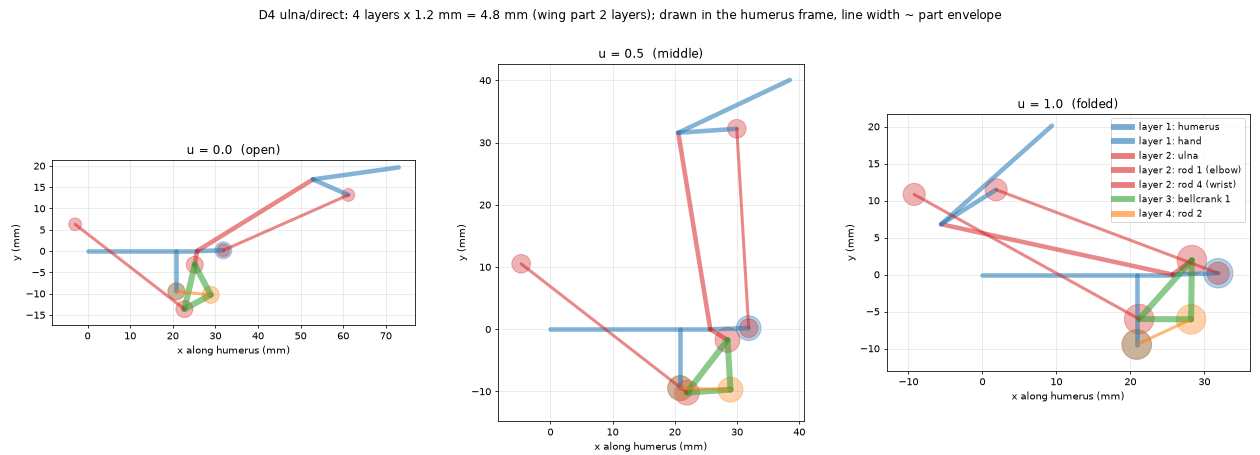 D4 ulna/direct: 4 layers x 1.2 mm = 4.8 mm (wing part 2 layers); drawn in the humerus frame, line width ~ part envelope
u = 0.0 (open)
20
15
10
5
0
−5
−10
−15
y (mm)
0
10
20
30
40
50
60
70
x along humerus (mm)
u = 0.5 (middle)
40
30
20
10
0
−10
y (mm)
0
10
20
30
40
x along humerus (mm)
u = 1.0 (folded)
layer 1: humerus
layer 1: hand
layer 2: ulna
layer 2: rod 1 (elbow)
layer 2: rod 4 (wrist)
layer 3: bellcrank 1
layer 4: rod 2
20
15
10
5
0
−5
−10
y (mm)
−10
0
10
20
30
x along humerus (mm)